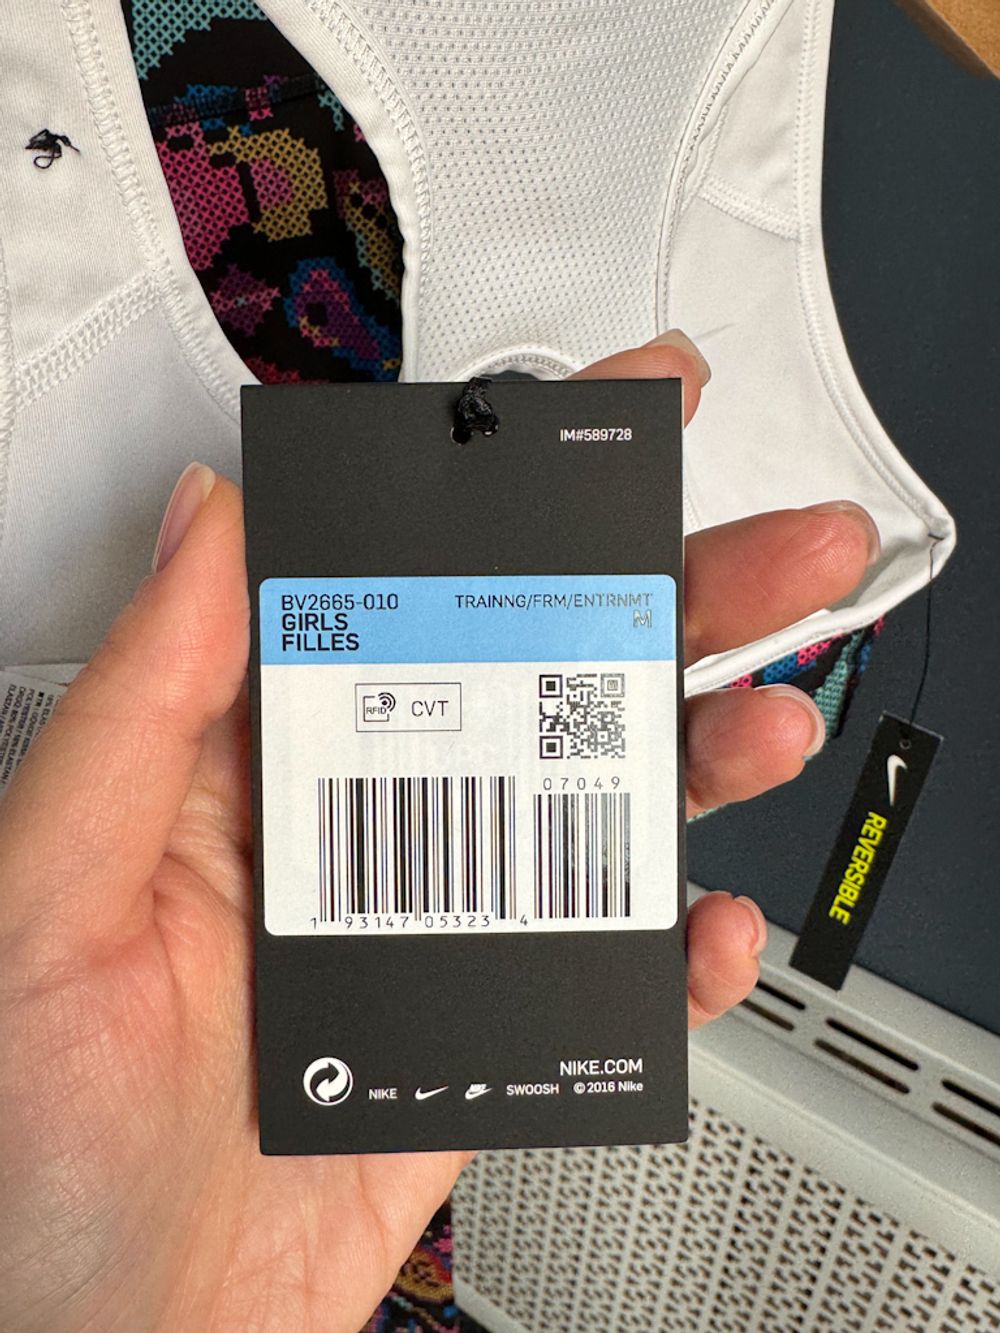 IM#589728
BV2665-010
TRAINNG/FRM/ENTRNMT
GIRLS
M
FILLES
RFID
CVT
07049
1 93147 05323 4
NIKE.COM
NIKE
NIKE
SWOOSH
©2016 Nike
REVERSIBLE